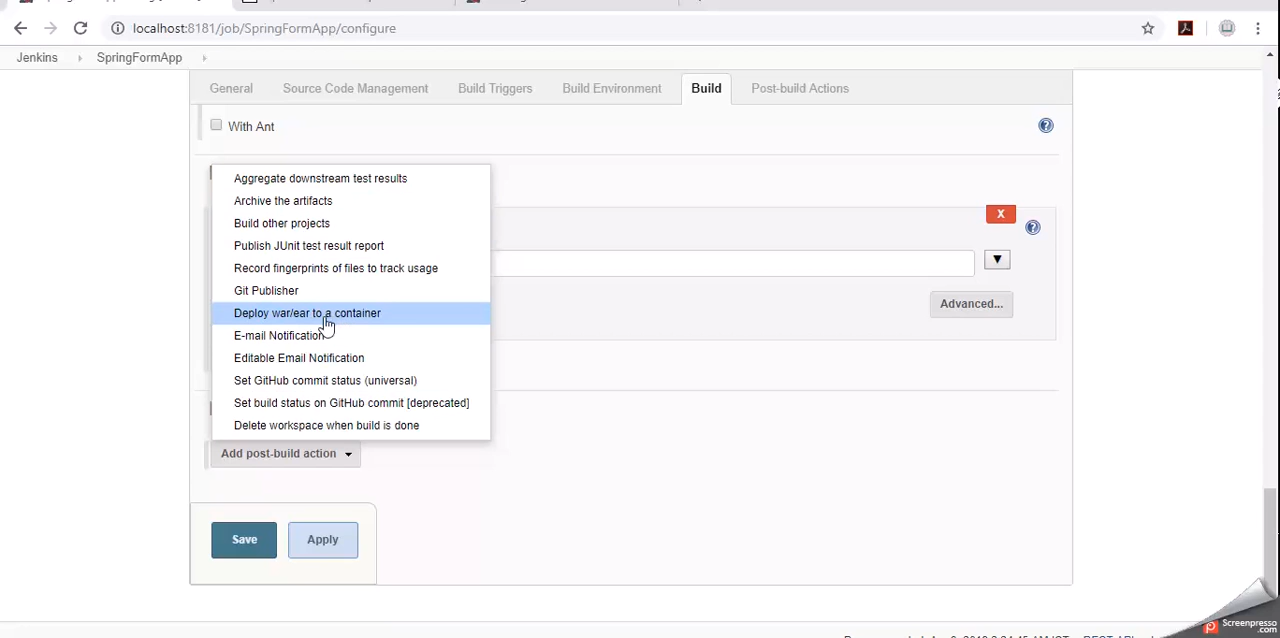 localhost:8181/job/SpringFormApp/configure
Jenkins
SpringFormApp
General
Source Code Management
Build Triggers
Build Environment
Build
Post-build Actions
With Ant
?
Aggregate downstream test results
Archive the artifacts
Build other projects
Publish JUnit test result report
Record fingerprints of files to track usage
Git Publisher
Deploy war/ear to a container
E-mail Notification
Editable Email Notification
Set GitHub commit status (universal)
Set build status on GitHub commit [deprecated]
Delete workspace when build is done
X
?
Advanced...
Add post-build action
Save
Apply
Screenpresso
.com